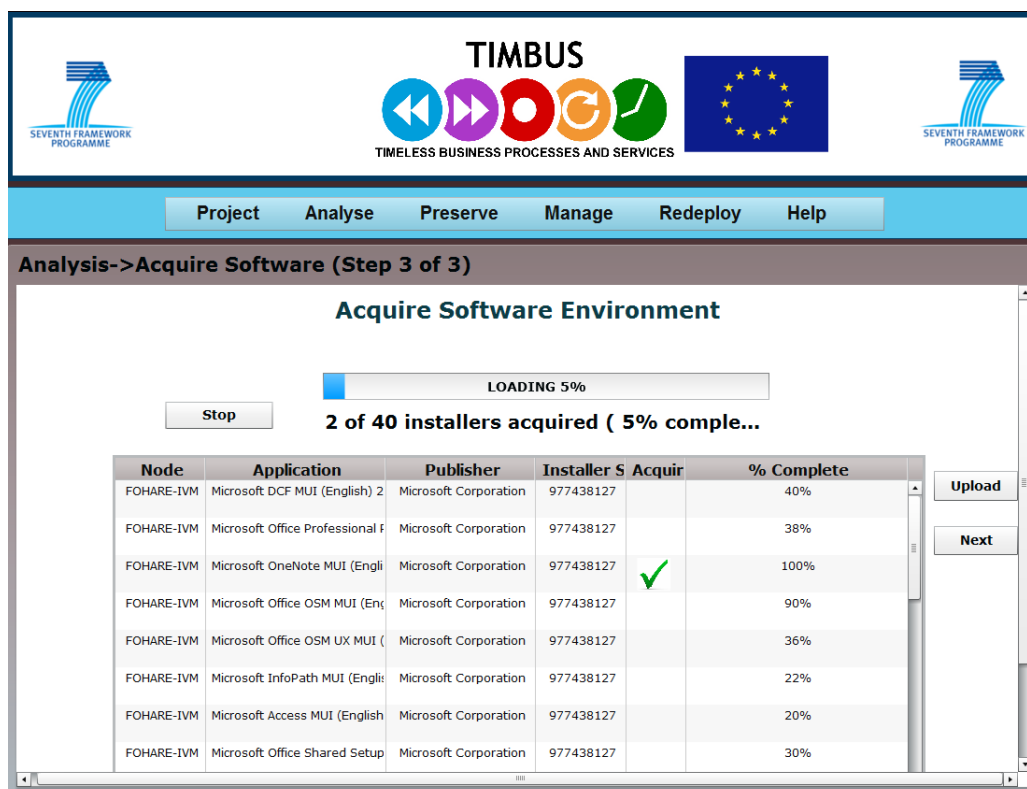 TIMBUS
SEVENTH FRAMEWORK
PROGRAMME
TIMELESS BUSINESS PROCESSES AND SERVICES
SEVENTH FRAMEWORK
PROGRAMME
Project Analyse Preserve Manage Redeploy Help
Analysis->Acquire Software (Step 3 of 3)
Acquire Software Environment
LOADING 5%
Stop
2 of 40 installers acquired ( 5% comple...
Node Application Publisher Installer S Acquir % Complete
FOHARE-IVM Microsoft DCF MUI (English) 2 Microsoft Corporation 977438127 40%
Upload
FOHARE-IVM Microsoft Office Professional P Microsoft Corporation 977438127 38%
Next
FOHARE-IVM Microsoft OneNote MUI (Engli Microsoft Corporation 977438127 100%
FOHARE-IVM Microsoft Office OSM MUI (Eng Microsoft Corporation 977438127 90%
FOHARE-IVM Microsoft Office OSM UX MUI ( Microsoft Corporation 977438127 36%
FOHARE-IVM Microsoft InfoPath MUI (Englis Microsoft Corporation 977438127 22%
FOHARE-IVM Microsoft Access MUI (English Microsoft Corporation 977438127 20%
FOHARE-IVM Microsoft Office Shared Setup Microsoft Corporation 977438127 30%